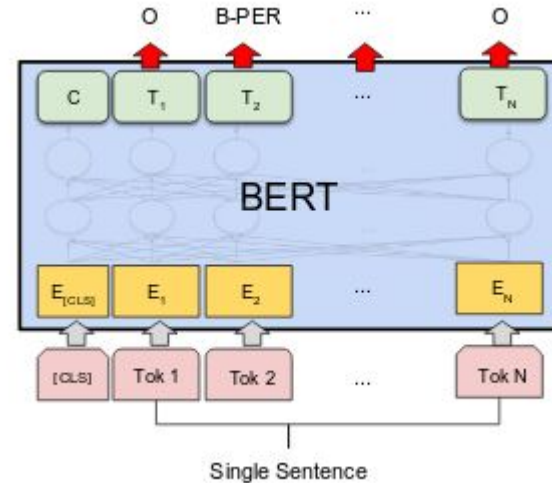 O B-PER ... O
C T1 T2 ... TN
BERT
E[CLS] E1 E2 ... EN
[CLS] Tok 1 Tok 2 ... Tok N
Single Sentence